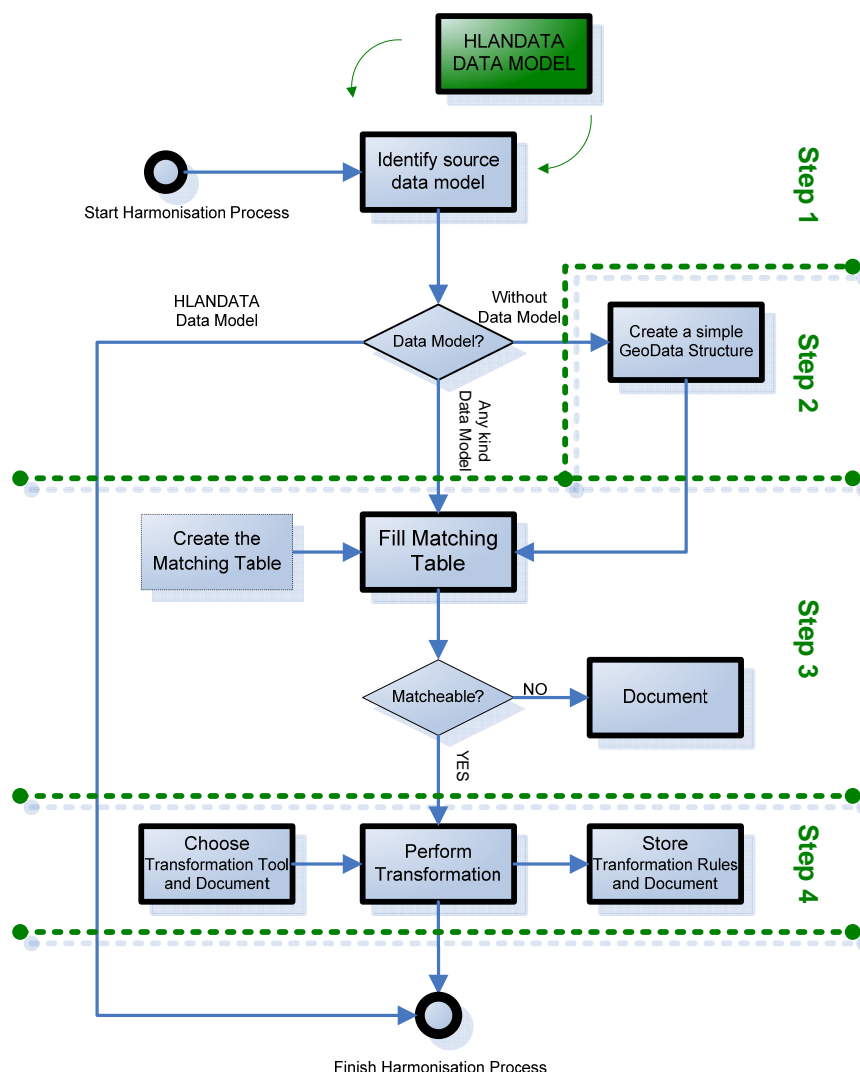 HLANDATA
DATA MODEL
Identify source
data model
Start Harmonisation Process
Step 1
HLANDATA
Data Model
Without
Data Model
Data Model?
Create a simple
GeoData Structure
Step 2
Any kind
Data Model
Create the
Matching Table
Fill Matching
Table
Step 3
Matcheable?
NO
Document
YES
Choose
Transformation Tool
and Document
Perform
Transformation
Store
Tranformation Rules
and Document
Step 4
Finish Harmonisation Process